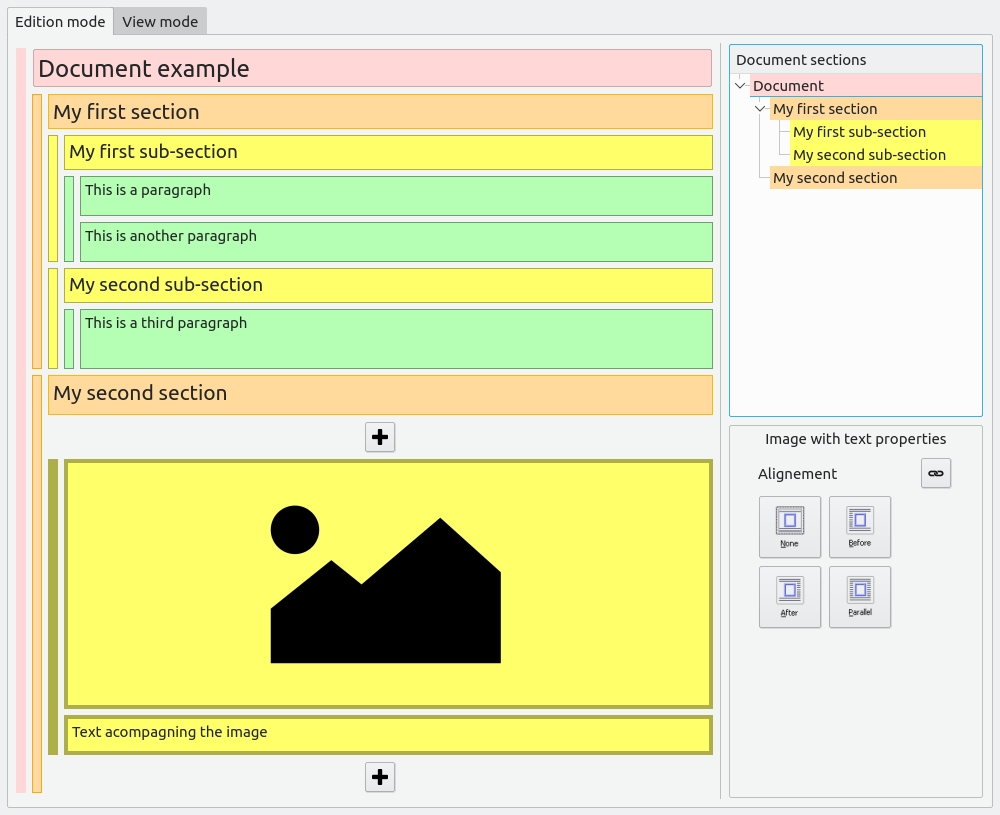 Edition mode
View mode
Document example
My first section
My first sub-section
This is a paragraph
This is another paragraph
My second sub-section
This is a third paragraph
My second section
Text acompagning the image
Document sections
Document
My first section
My first sub-section
My second sub-section
My second section
Image with text properties
Alignement
None
Before
After
Parallel